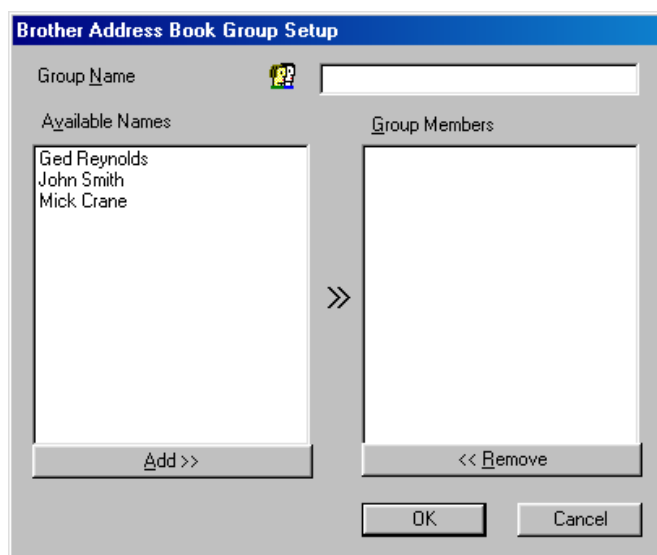 Brother Address Book Group Setup
Group Name
Available Names
Group Members
Ged Reynolds
John Smith
Mick Crane
>>
Add >>
<< Remove
OK
Cancel